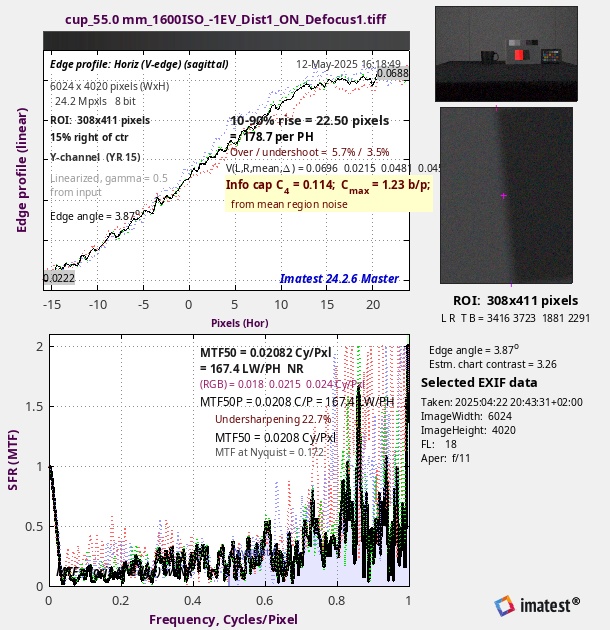 cup_55.0 mm_1600ISO_-1EV_Dist1_ON_Defocus1.tiff
Edge profile: Horiz (V-edge) (sagittal)
12-May-2025 16:18:49
0.0688
6024 x 4020 pixels (WxH)
24.2 Mpxls 8 bit
ROI: 308x411 pixels
10-90% rise = 22.50 pixels
15% right of ctr
= 178.7 per PH
Over / undershoot = 5.7% / 3.5%
Y-channel (YR 15)
V(L,R,mean,Δ) = 0.0696 0.0215 0.0481 0.045
Linearized, gamma = 0.5
from input
Info cap C4 = 0.114; Cmax = 1.23 b/p;
from mean region noise
Edge angle = 3.87º
0.0222
Imatest 24.2.6 Master
Edge profile (linear)
-15 -10 -5 0 5 10 15 20
Pixels (Hor)
ROI: 308x411 pixels
L R T B = 3416 3723 1881 2291
MTF50 = 0.02082 Cy/Pxl
= 167.4 LW/PH NR
(RGB) = 0.018 0.0215 0.024 Cy/Pxl
MTF50P = 0.0208 C/P = 167.4 LW/PH
Undersharpening 22.7%
MTF50 = 0.0208 Cy/Pxl
MTF at Nyquist = 0.172
SFR (MTF)
2
1.5
1
0.5
0
0 0.2 0.4 0.6 0.8 1
Frequency, Cycles/Pixel
Edge angle = 3.87º
Estm. chart contrast = 3.26
Selected EXIF data
Taken: 2025:04:22 20:43:31+02:00
ImageWidth: 6024
ImageHeight: 4020
FL: 18
Aper: f/11
imatest®